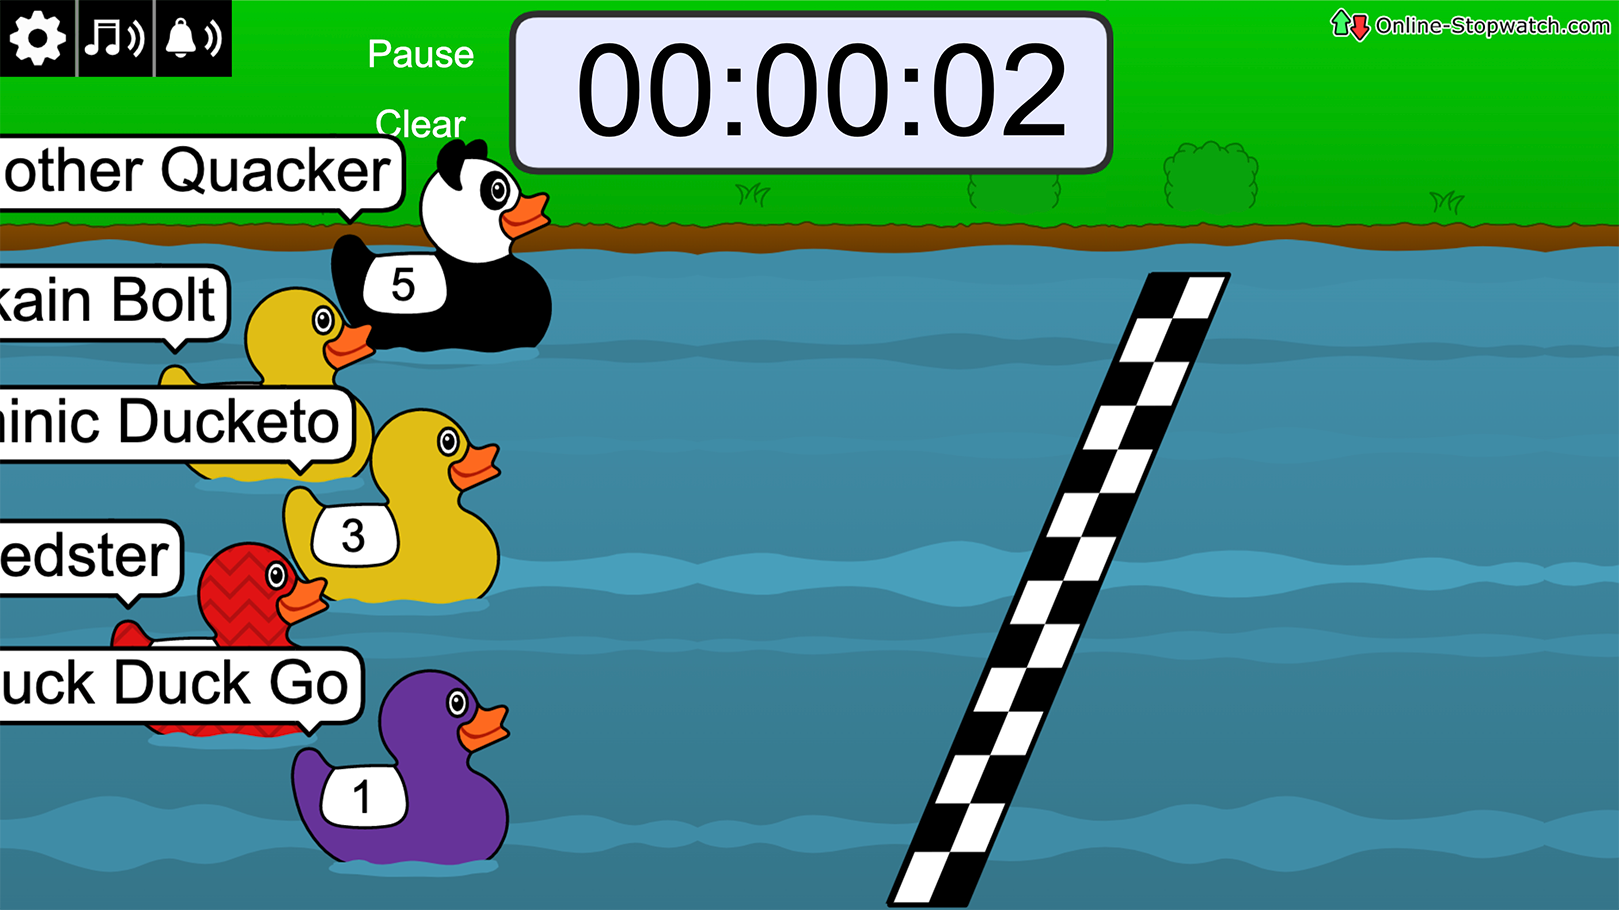 Pause
00:00:02
Online-Stopwatch.com
Clear
other Quacker
5
kain Bolt
inic Ducketo
3
edster
uck Duck Go
1